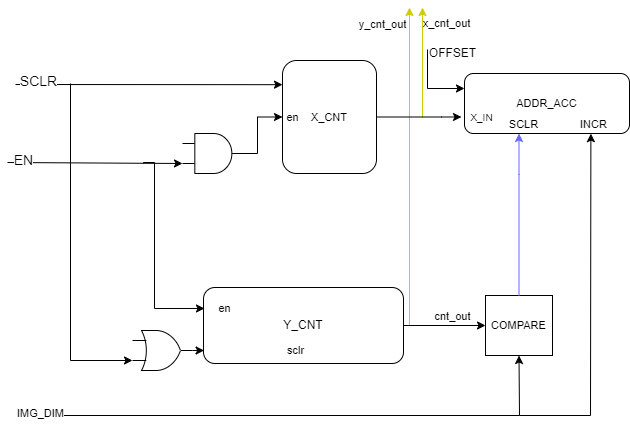 y_cnt_out
x_cnt_out
OFFSET
SCLR
ADDR_ACC
en
X_CNT
X_IN
SCLR
INCR
EN
en
Y_CNT
cnt_out
COMPARE
sclr
IMG_DIM